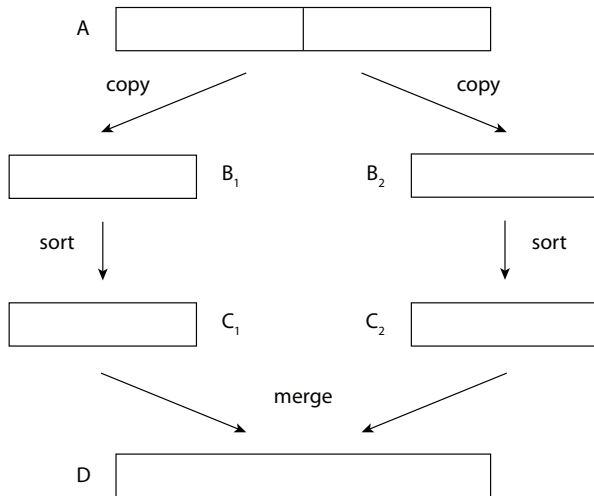 A
copy copy
B₁ B₂
sort sort
C₁ C₂
merge
D